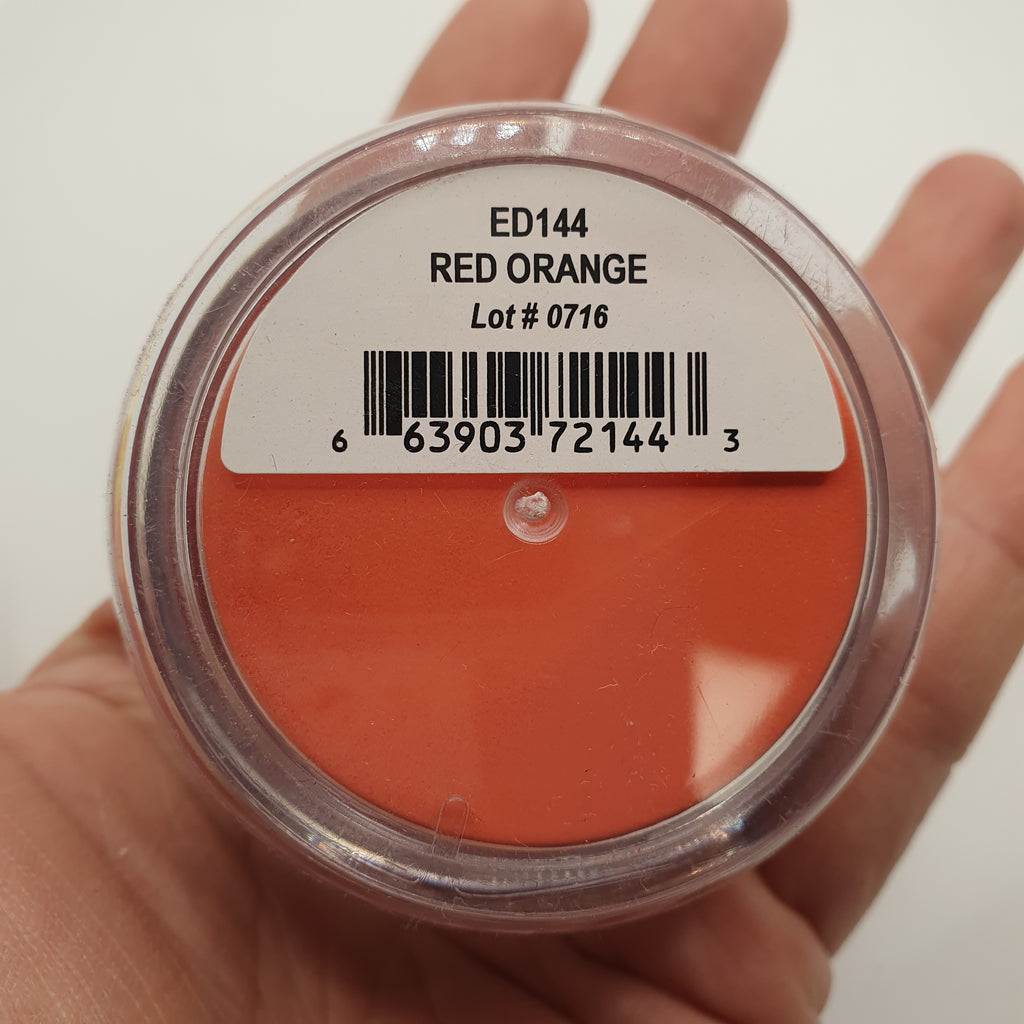 ED144
RED ORANGE
Lot # 0716
6 63903 72144 3